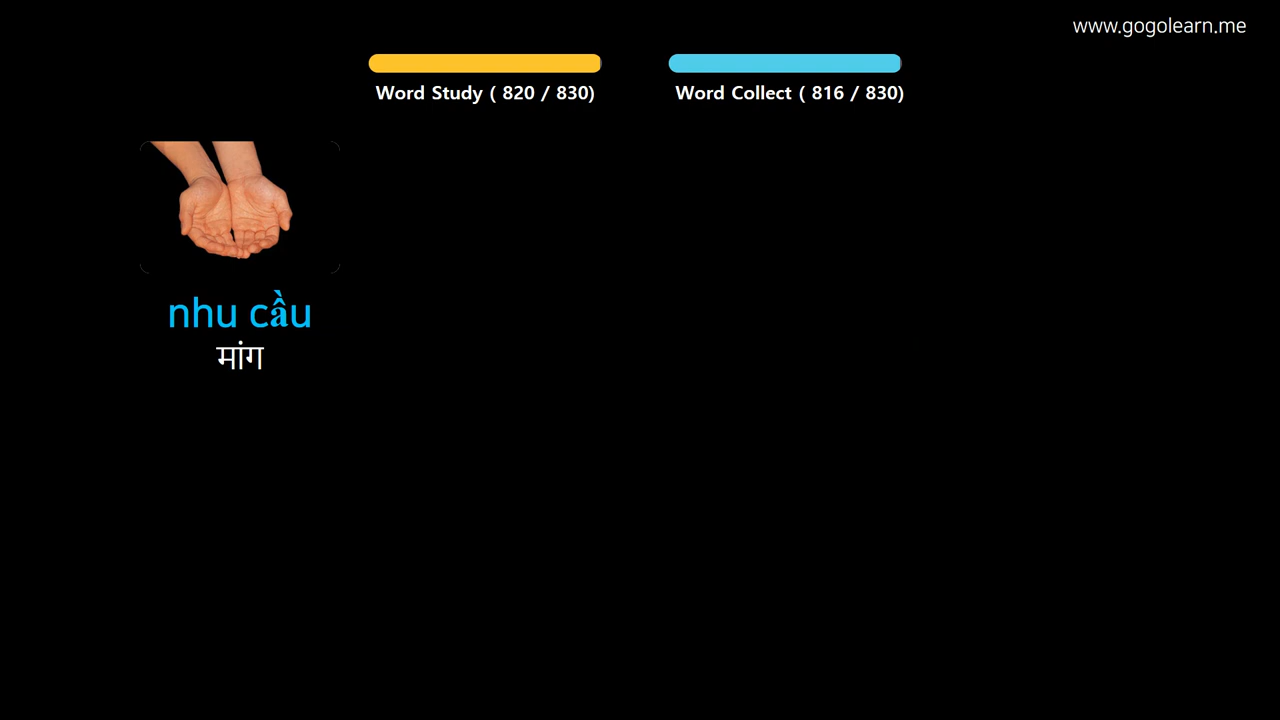 www.gogolearn.me
Word Study ( 820 / 830)
Word Collect ( 816 / 830)
nhu cầu
मांग